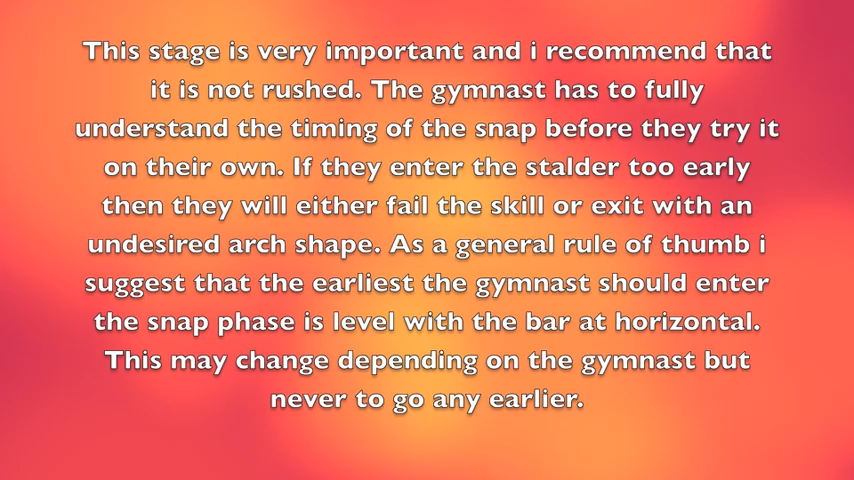 This stage is very important and i recommend that
it is not rushed. The gymnast has to fully
understand the timing of the snap before they try it
on their own. If they enter the stalder too early
then they will either fail the skill or exit with an
undesired arch shape. As a general rule of thumb i
suggest that the earliest the gymnast should enter
the snap phase is level with the bar at horizontal.
This may change depending on the gymnast but
never to go any earlier.